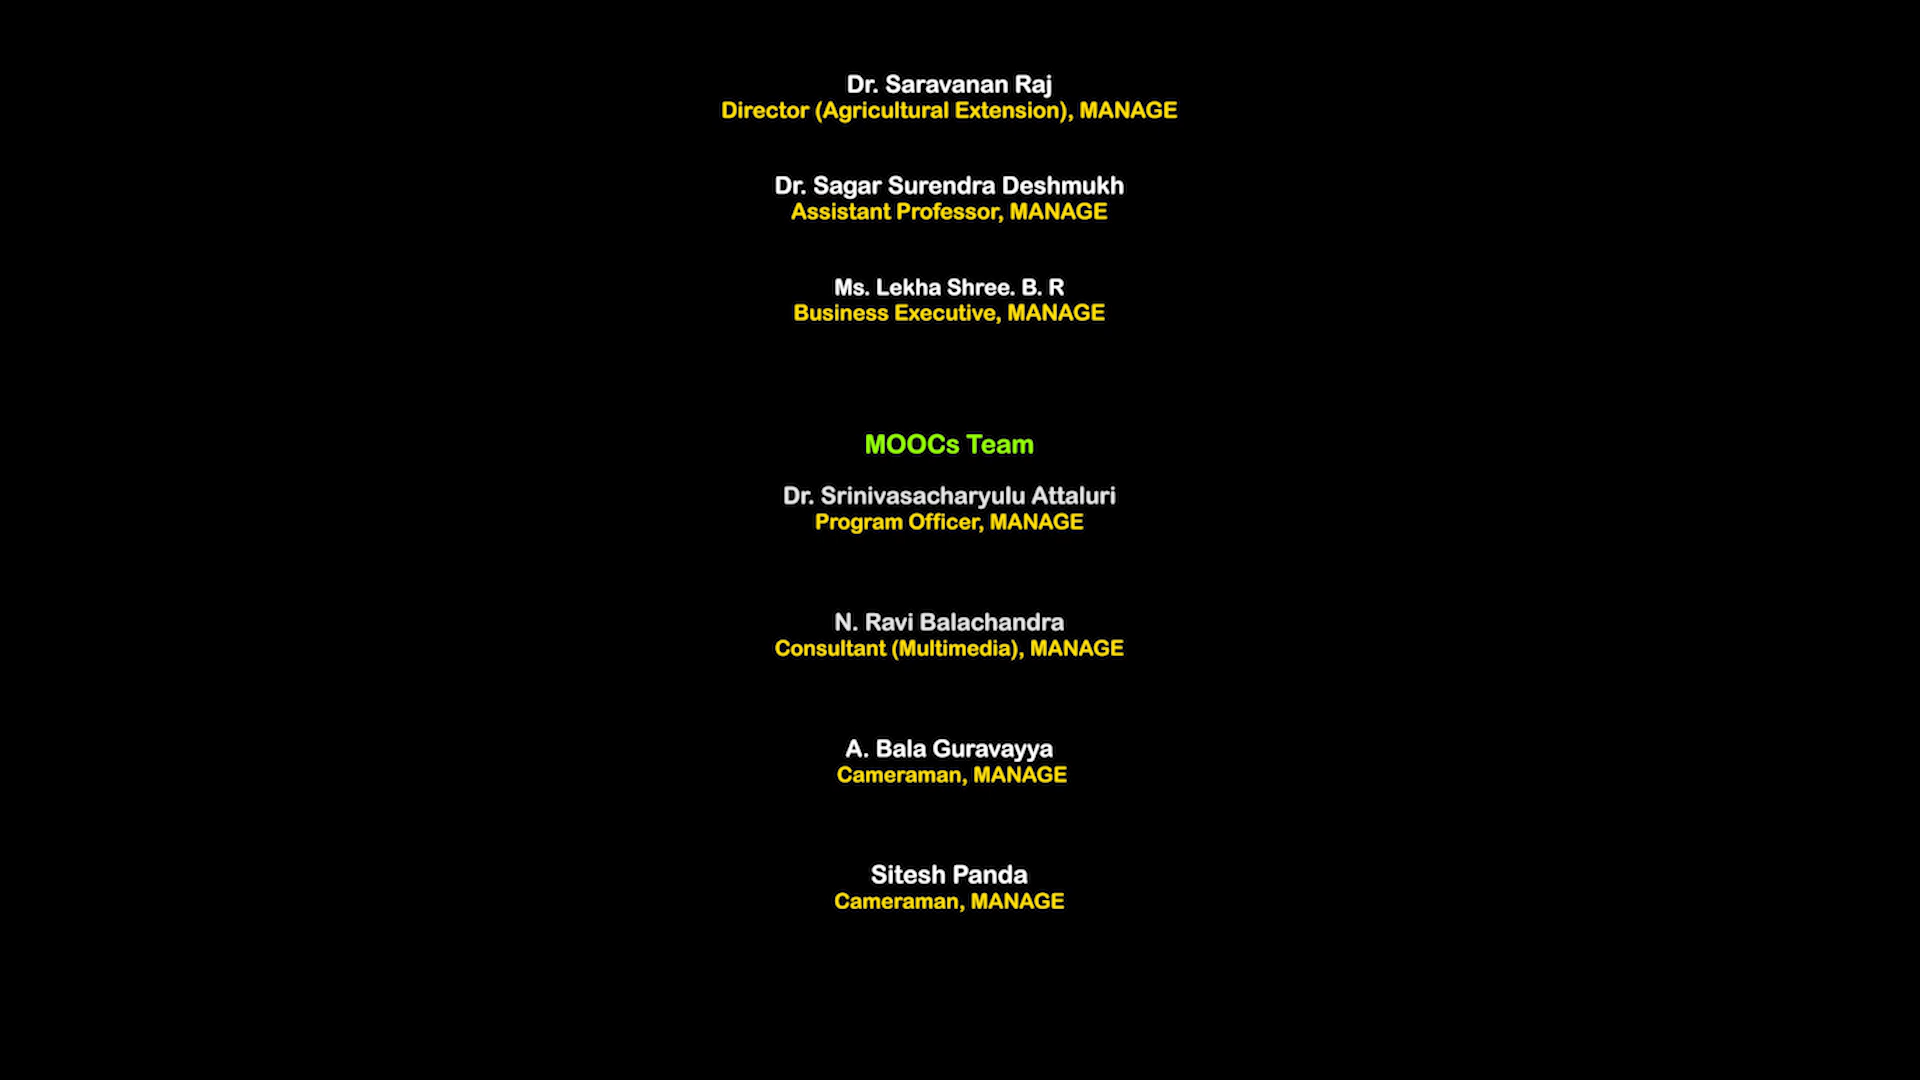 Dr. Saravanan Raj
Director (Agricultural Extension), MANAGE
Dr. Sagar Surendra Deshmukh
Assistant Professor, MANAGE
Ms. Lekha Shree. B. R
Business Executive, MANAGE
MOOCs Team
Dr. Srinivasacharyulu Attaluri
Program Officer, MANAGE
N. Ravi Balachandra
Consultant (Multimedia), MANAGE
A. Bala Guravayya
Cameraman, MANAGE
Sitesh Panda
Cameraman, MANAGE